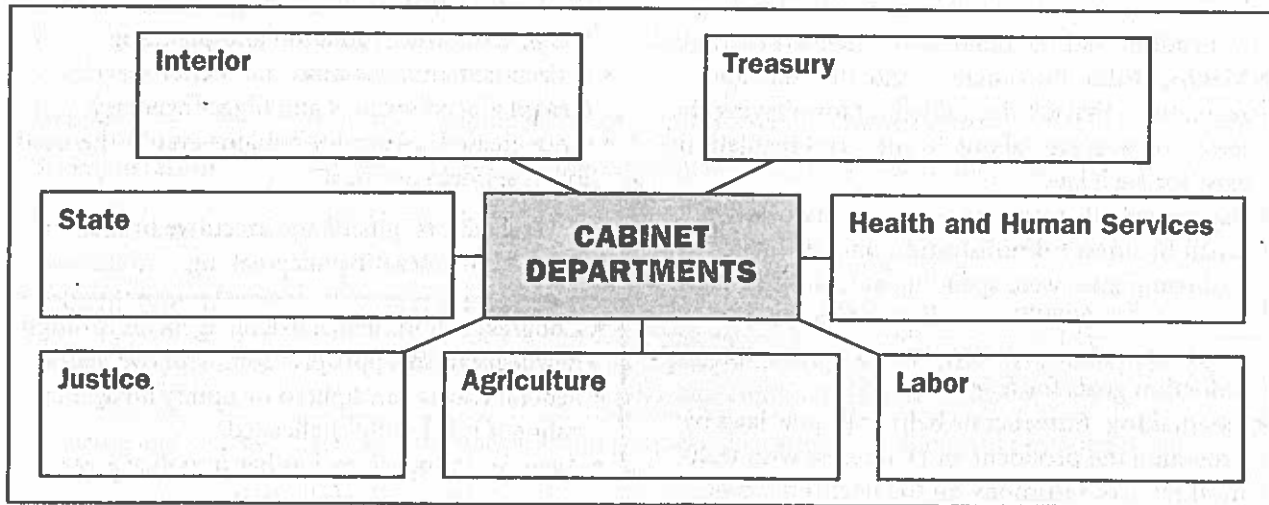 Interior
Treasury
State
CABINET
DEPARTMENTS
Health and Human Services
Justice
Agriculture
Labor